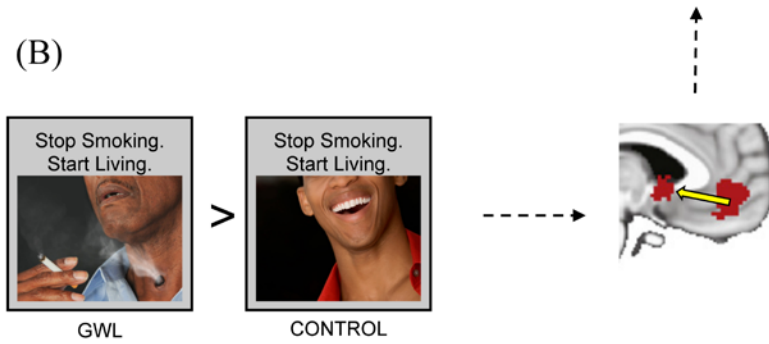 (B)
Stop Smoking.
Start Living.
>
Stop Smoking.
Start Living.
GWL
CONTROL